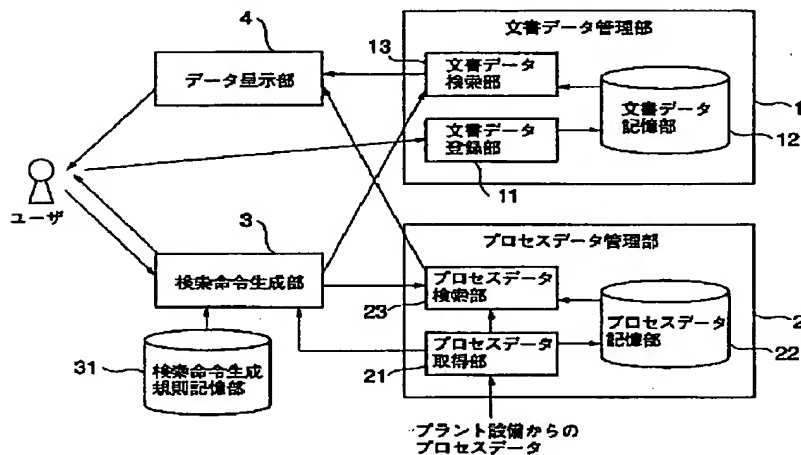 文書データ管理部
4
13
データ呈示部
文書データ
検索部
文書データ
記憶部
1
12
文書データ
登録部
11
ユーザ
3
検索命令生成部
プロセスデータ管理部
プロセスデータ
検索部
23
プロセスデータ
記憶部
2
22
プロセスデータ
取得部
21
31
検索命令生成
規則記憶部
プラント設備からの
プロセスデータ